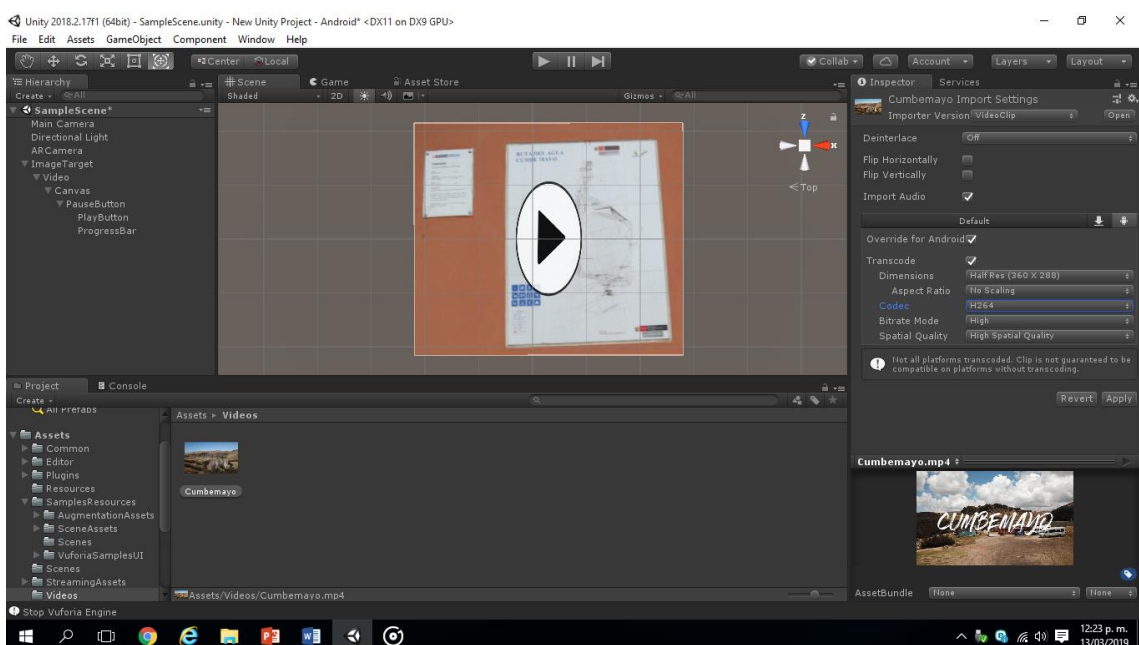 Unity 2018.2.17f1 (64bit) - SampleScene.unity - New Unity Project - Android* <DX11 on DX9 GPU>
File Edit Assets GameObject Component Window Help
Center Local
Collab Account Layers Layout
Hierarchy
Create All
SampleScene*
Main Camera
Directional Light
ARCamera
ImageTarget
Video
Canvas
PauseButton
PlayButton
ProgressBar
Scene Game Asset Store
Shaded 2D Gizmos All
RUTA DEL AGUA
CUMBE MAYO
z
x
Top
Inspector Services
Cumbemayo Import Settings
Importer Version VideoClip Open
Deinterlace Off
Flip Horizontally
Flip Vertically
Import Audio
Default
Override for Android
Transcode
Dimensions Half Res (360 X 288)
Aspect Ratio No Scaling
Codec H264
Bitrate Mode High
Spatial Quality High Spatial Quality
Not all platforms transcoded. Clip is not guaranteed to be
compatible on platforms without transcoding.
Revert Apply
Project Console
Create
All Prefabs
Assets
Common
Editor
Plugins
Resources
SamplesResources
AugmentationAssets
SceneAssets
Scenes
VuforiaSamplesUI
Scenes
StreamingAssets
Videos
Assets Videos
Cumbemayo
Assets/Videos/Cumbemayo.mp4
Cumbemayo.mp4
CUMBEMAYO
AssetBundle None None
Stop Vuforia Engine
12:23 p. m.
13/03/2019